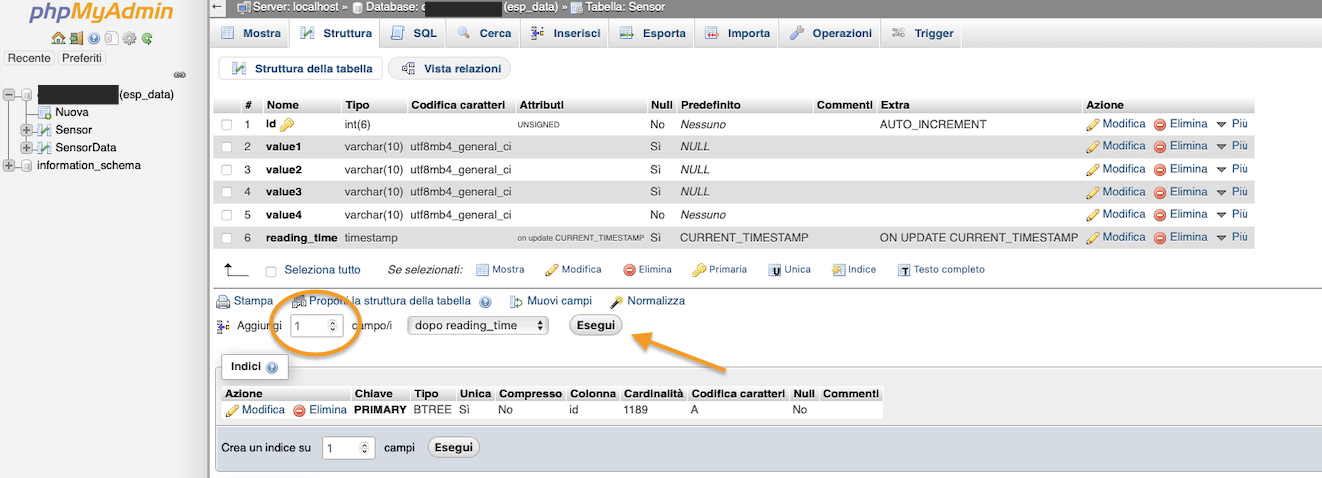 phpMyAdmin
Server: localhost » Database: (esp_data) » Tabella: Sensor
Recente Preferiti
(esp_data)
Nuova
Sensor
SensorData
information_schema
Mostra Struttura SQL Cerca Inserisci Esporta Importa Operazioni Trigger
Struttura della tabella Vista relazioni
# Nome Tipo Codifica caratteri Attributi Null Predefinito Commenti Extra Azione
1 id int(6) UNSIGNED No Nessuno AUTO_INCREMENT Modifica Elimina Più
2 value1 varchar(10) utf8mb4_general_ci Sì NULL Modifica Elimina Più
3 value2 varchar(10) utf8mb4_general_ci Sì NULL Modifica Elimina Più
4 value3 varchar(10) utf8mb4_general_ci Sì NULL Modifica Elimina Più
5 value4 varchar(10) utf8mb4_general_ci No Nessuno Modifica Elimina Più
6 reading_time timestamp on update CURRENT_TIMESTAMP Sì CURRENT_TIMESTAMP ON UPDATE CURRENT_TIMESTAMP Modifica Elimina Più
Seleziona tutto Se selezionati: Mostra Modifica Elimina Primaria Unica Indice Testo completo
Stampa Proponi la struttura della tabella Muovi campi Normalizza
Aggiungi 1 campo/i dopo reading_time Esegui
Indici
Azione Chiave Tipo Unica Compresso Colonna Cardinalità Codifica caratteri Null Commenti
Modifica Elimina PRIMARY BTREE Sì No id 1189 A No
Crea un indice su 1 campi Esegui